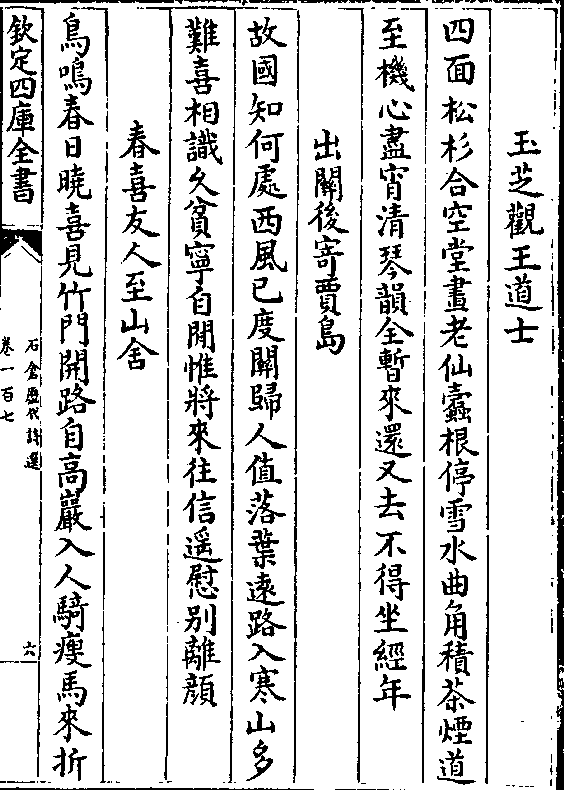 玉芝觀王道士
四面松杉合空堂畫老仙蠧根停雪水曲角積茶煙道
至機心盡宵清琴韻全暫來還又去不得坐經年
出關後寄賈島
故國知何處西風已度關歸人值落葉遠路入寒山多
難喜相識久貧寧自閒惟將來往信遥慰别離顔
春喜友人至山舍
鳥鳴春日曉喜見竹門開路自高巖入人騎瘦馬來折
欽定四庫全書
石倉歷代詩選
卷一百七
六